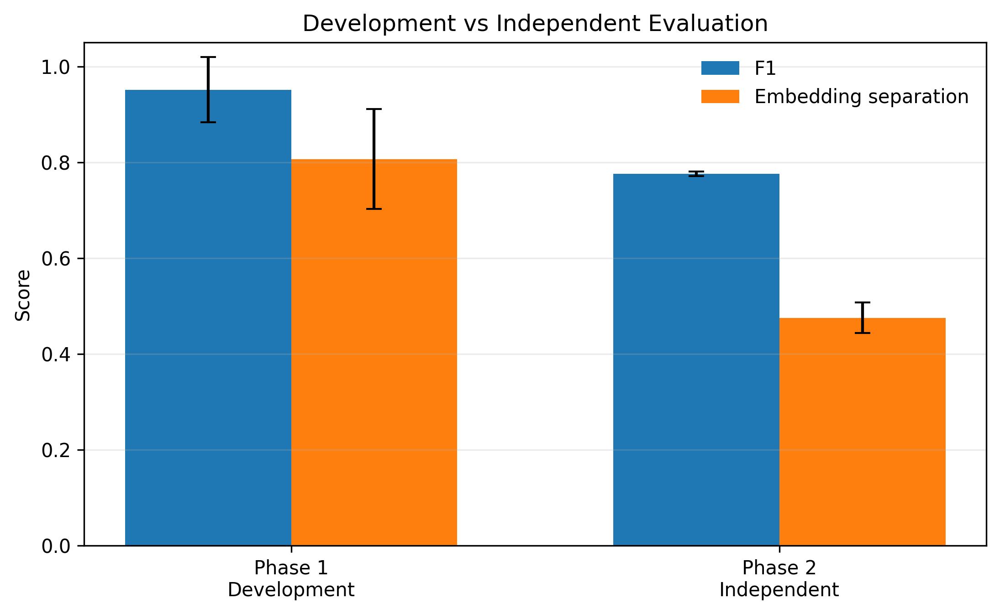 Development vs Independent Evaluation
F1
Embedding separation
Score
1.0
0.8
0.6
0.4
0.2
0.0
Phase 1
Development
Phase 2
Independent